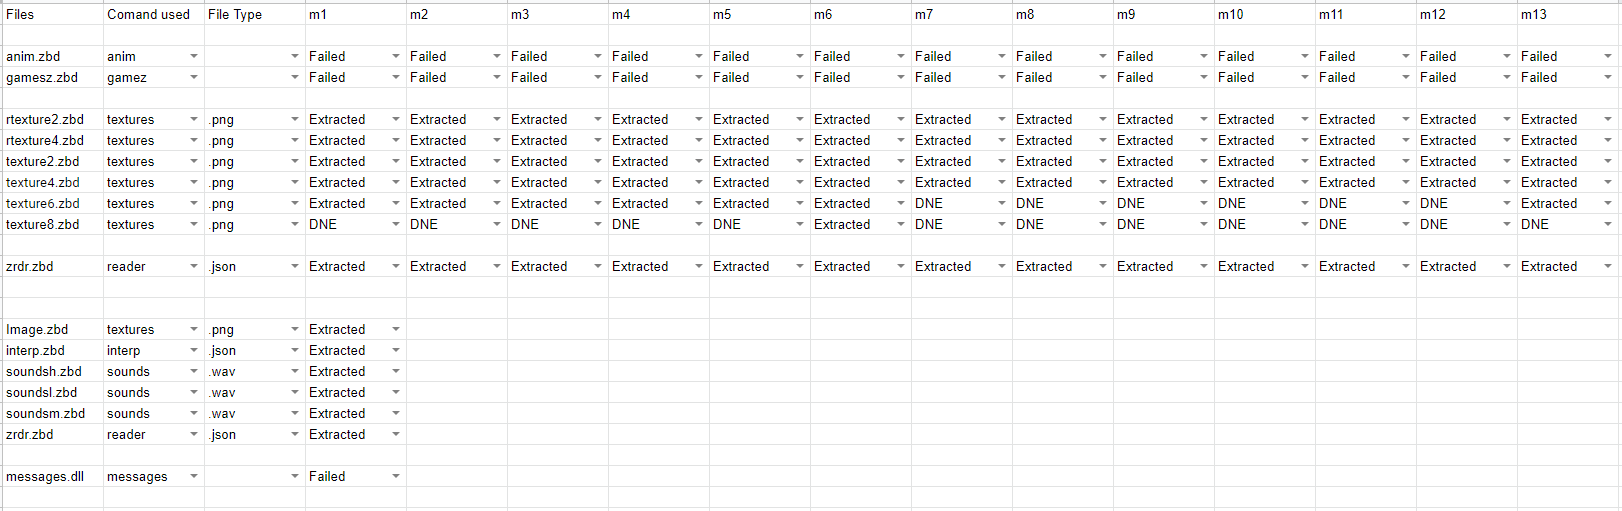 Files Comand used File Type m1 m2 m3 m4 m5 m6 m7 m8 m9 m10 m11 m12 m13
anim.zbd anim Failed Failed Failed Failed Failed Failed Failed Failed Failed Failed Failed Failed Failed
gamesz.zbd gamez Failed Failed Failed Failed Failed Failed Failed Failed Failed Failed Failed Failed Failed
rtexture2.zbd textures .png Extracted Extracted Extracted Extracted Extracted Extracted Extracted Extracted Extracted Extracted Extracted Extracted Extracted
rtexture4.zbd textures .png Extracted Extracted Extracted Extracted Extracted Extracted Extracted Extracted Extracted Extracted Extracted Extracted Extracted
texture2.zbd textures .png Extracted Extracted Extracted Extracted Extracted Extracted Extracted Extracted Extracted Extracted Extracted Extracted Extracted
texture4.zbd textures .png Extracted Extracted Extracted Extracted Extracted Extracted Extracted Extracted Extracted Extracted Extracted Extracted Extracted
texture6.zbd textures .png Extracted Extracted Extracted Extracted Extracted Extracted DNE DNE DNE DNE DNE DNE Extracted
texture8.zbd textures .png DNE DNE DNE DNE DNE Extracted DNE DNE DNE DNE DNE DNE DNE
zrdr.zbd reader .json Extracted Extracted Extracted Extracted Extracted Extracted Extracted Extracted Extracted Extracted Extracted Extracted Extracted
Image.zbd textures .png Extracted
interp.zbd interp .json Extracted
soundsh.zbd sounds .wav Extracted
soundsl.zbd sounds .wav Extracted
soundsm.zbd sounds .wav Extracted
zrdr.zbd reader .json Extracted
messages.dll messages Failed